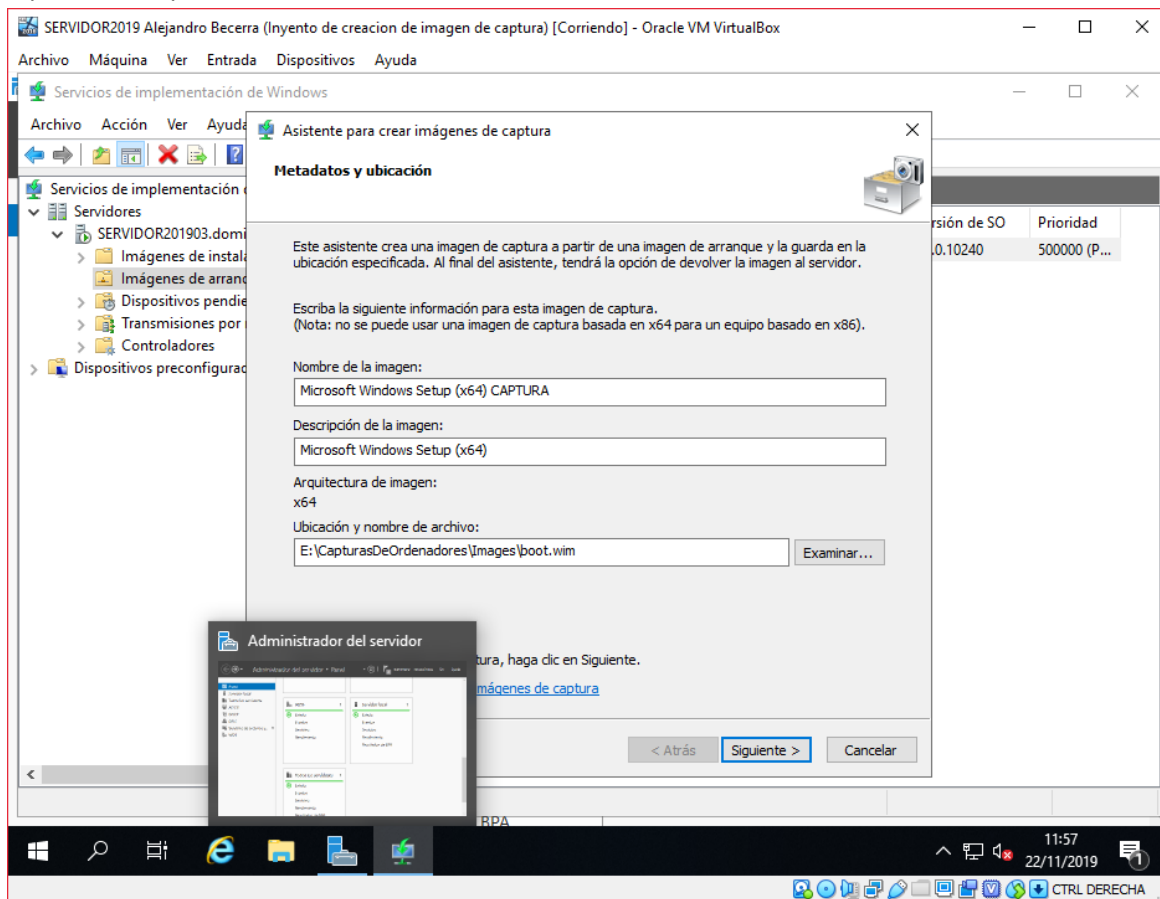 SERVIDOR2019 Alejandro Becerra (Inyento de creacion de imagen de captura) [Corriendo] - Oracle VM VirtualBox
Archivo Máquina Ver Entrada Dispositivos Ayuda
Servicios de implementación de Windows
Archivo Acción Ver Ayuda
Asistente para crear imágenes de captura
Metadatos y ubicación
Servicios de implementación
Servidores
SERVIDOR201903.domi
Imágenes de instala
Imágenes de arranq
Dispositivos pendie
Transmisiones por
Controladores
Dispositivos preconfigurad
rsión de SO Prioridad
.0.10240 500000 (P...
Este asistente crea una imagen de captura a partir de una imagen de arranque y la guarda en la
ubicación especificada. Al final del asistente, tendrá la opción de devolver la imagen al servidor.
Escriba la siguiente información para esta imagen de captura.
(Nota: no se puede usar una imagen de captura basada en x64 para un equipo basado en x86).
Nombre de la imagen:
Microsoft Windows Setup (x64) CAPTURA
Descripción de la imagen:
Microsoft Windows Setup (x64)
Arquitectura de imagen:
x64
Ubicación y nombre de archivo:
E:\CapturasDeOrdenadores\Images\boot.wim
Examinar...
Administrador del servidor
tura, haga clic en Siguiente.
mágenes de captura
< Atrás Siguiente > Cancelar
BPA
11:57
22/11/2019
1
CTRL DERECHA